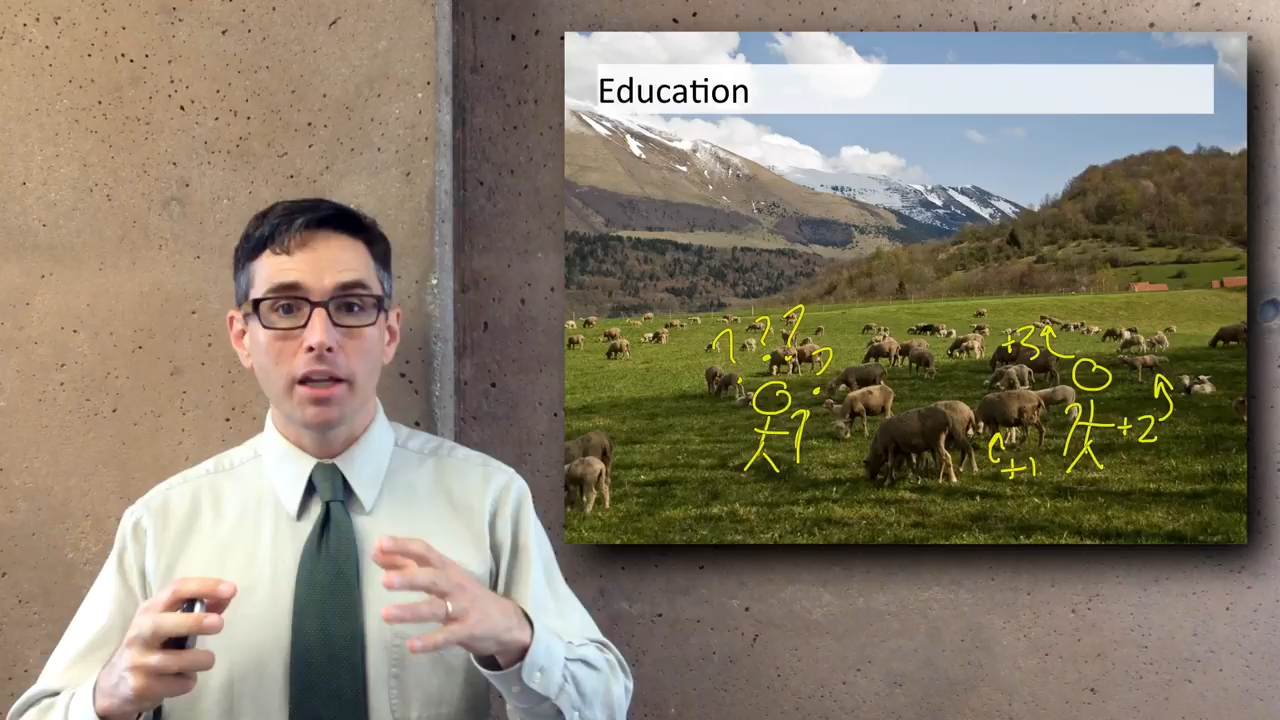 Education
? ? ? ?
+3
+2
+1